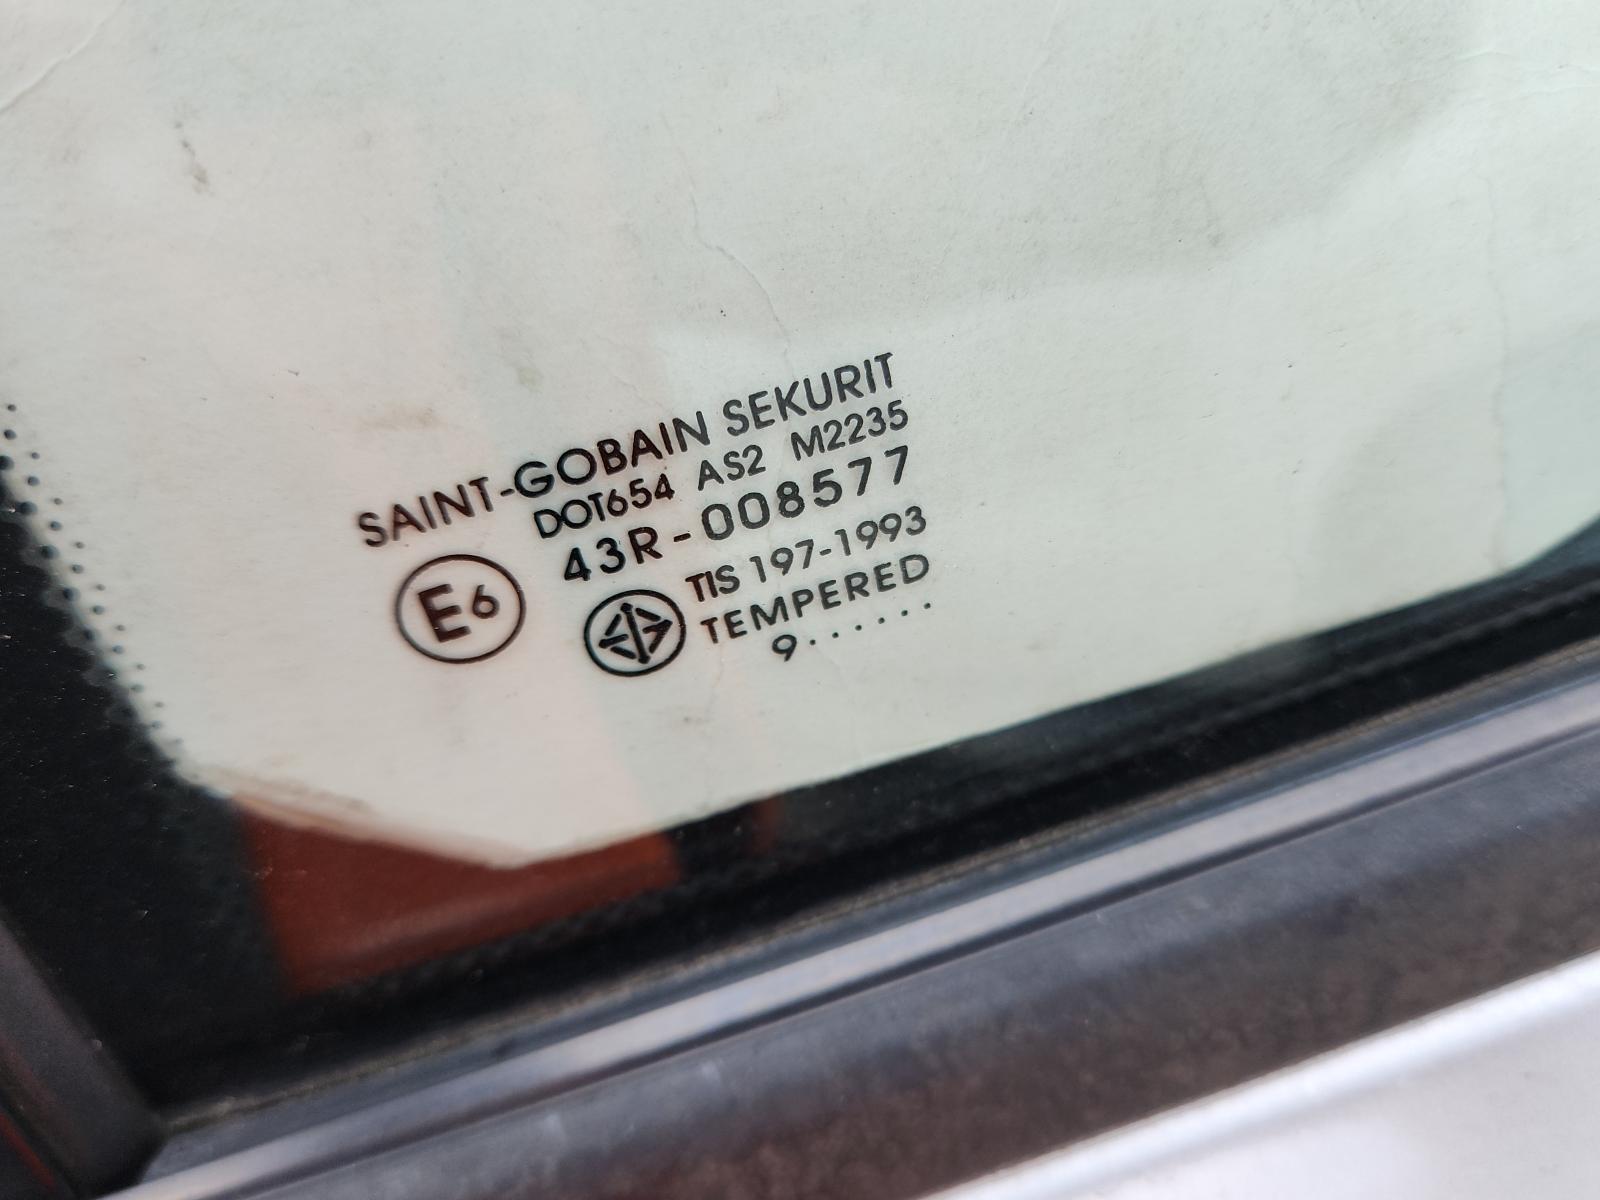 SAINT-GOBAIN SEKURIT
DOT654 AS2 M2235
43R-008577
E6
TIS 197-1993
TEMPERED
9······